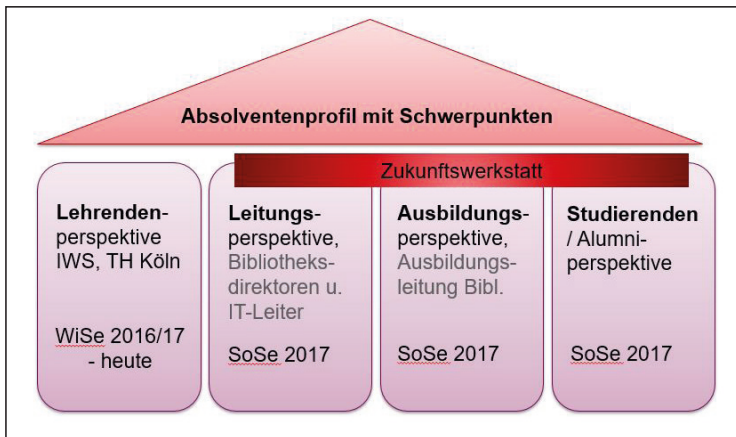 Absolventenprofil mit Schwerpunkten
Zukunftswerkstatt
Lehrenden-
perspektive
IWS, TH Köln
WiSe 2016/17
- heute
Leitungs-
perspektive,
Bibliotheks-
direktoren u.
IT-Leiter
SoSe 2017
Ausbildungs-
perspektive,
Ausbildungs-
leitung Bibl.
SoSe 2017
Studierenden
/ Alumni-
perspektive
SoSe 2017